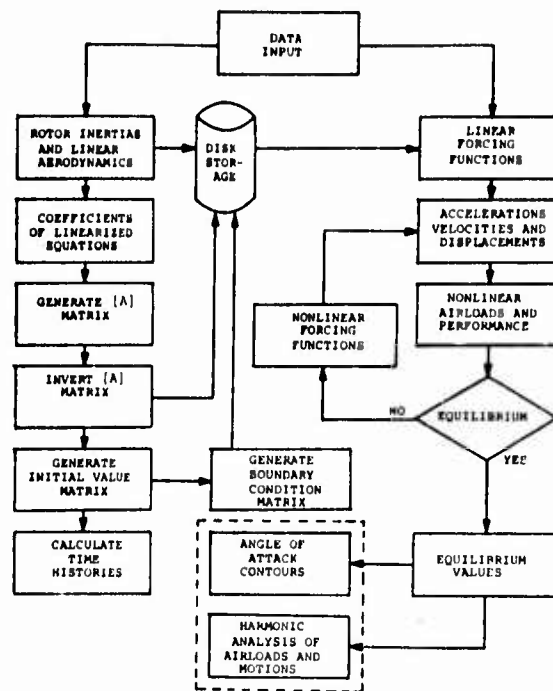 DATA
INPUT
ROTOR INERTIAS
AND LINEAR
AERODYNAMICS
DISK
STOR-
AGE
LINEAR
FORCING
FUNCTIONS
COEFFICIENTS
OF LINEARISED
EQUATIONS
ACCELERATIONS
VELOCITIES AND
DISPLACEMENTS
GENERATE [A]
MATRIX
NONLINEAR
FORCING
FUNCTIONS
NONLINEAR
AIRLOADS AND
PERFORMANCE
INVERT [A]
MATRIX
NO
EQUILIBRIUM
YES
GENERATE
INITIAL VALUE
MATRIX
GENERATE
BOUNDARY
CONDITION
MATRIX
CALCULATE
TIME
HISTORIES
ANGLE OF
ATTACK
CONTOURS
EQUILIBRIUM
VALUES
HARMONIC
ANALYSIS OF
AIRLOADS AND
MOTIONS